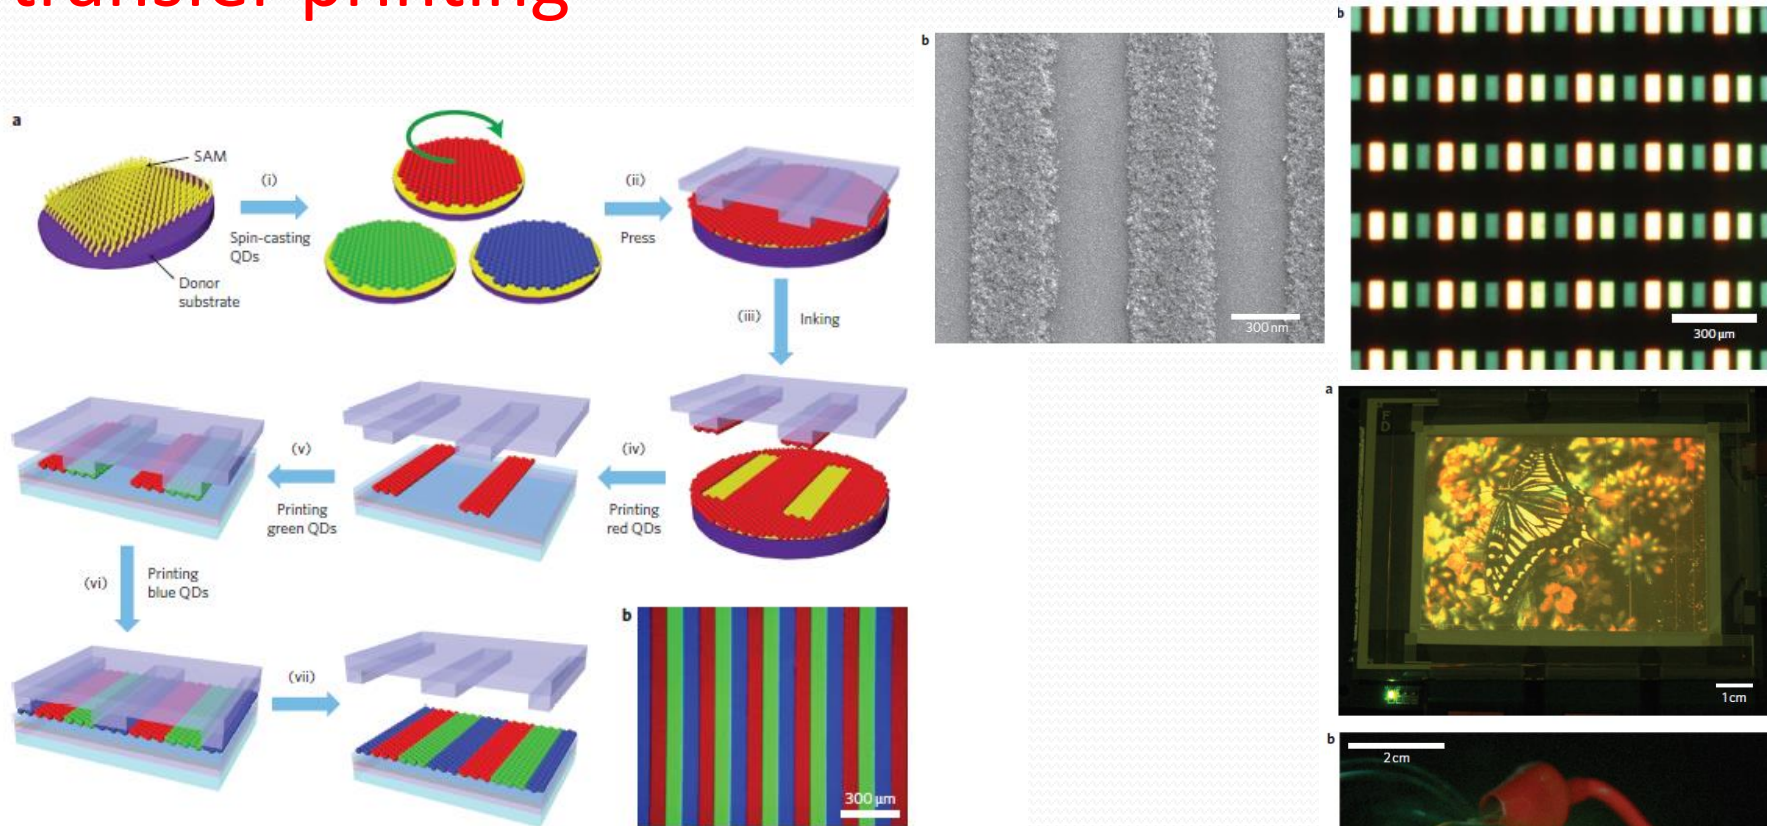 transfer printing
a
SAM
Donor
substrate
(i)
Spin-casting
QDs
(ii)
Press
(iii)
Inking
(iv)
Printing
red QDs
(v)
Printing
green QDs
(vi)
Printing
blue QDs
(vii)
b
300 µm
b
300 nm
b
300 µm
a
1 cm
b
2 cm